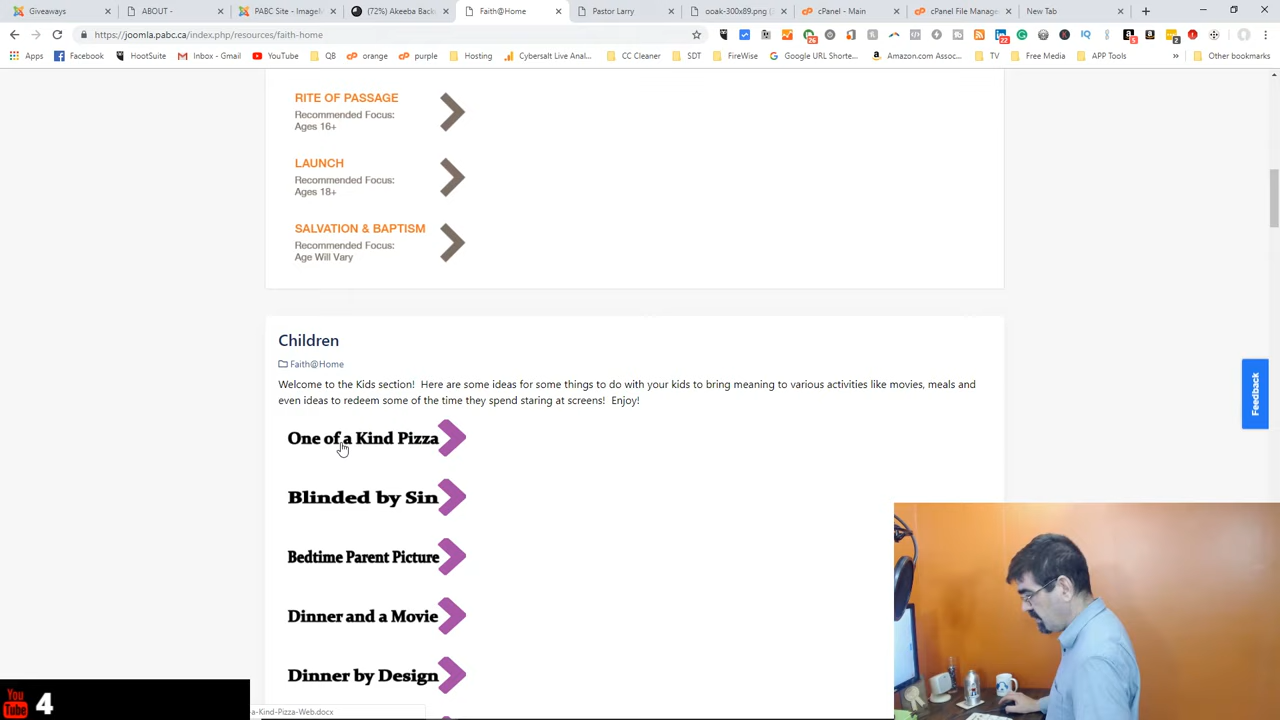 Giveaways
ABOUT -
PABC Site - ImageM
(72%) Akeeba Back
Faith@Home
Pastor Larry
ooak-300x89.png (
cPanel - Main
cPanel File Manage
New Tab
https://joomla.pabc.ca/index.php/resources/faith-home
Apps
Facebook
HootSuite
Inbox - Gmail
YouTube
QB
orange
purple
Hosting
Cybersalt Live Anal...
CC Cleaner
SDT
FireWise
Google URL Shorte...
Amazon.com Assoc...
TV
Free Media
APP Tools
Other bookmarks
RITE OF PASSAGE
Recommended Focus:
Ages 16+
LAUNCH
Recommended Focus:
Ages 18+
SALVATION & BAPTISM
Recommended Focus:
Age Will Vary
Children
Faith@Home
Welcome to the Kids section! Here are some ideas for some things to do with your kids to bring meaning to various activities like movies, meals and
even ideas to redeem some of the time they spend staring at screens! Enjoy!
One of a Kind Pizza
Blinded by Sin
Bedtime Parent Picture
Dinner and a Movie
Dinner by Design
Feedback
You
Tube
4
a-Kind-Pizza-Web.docx